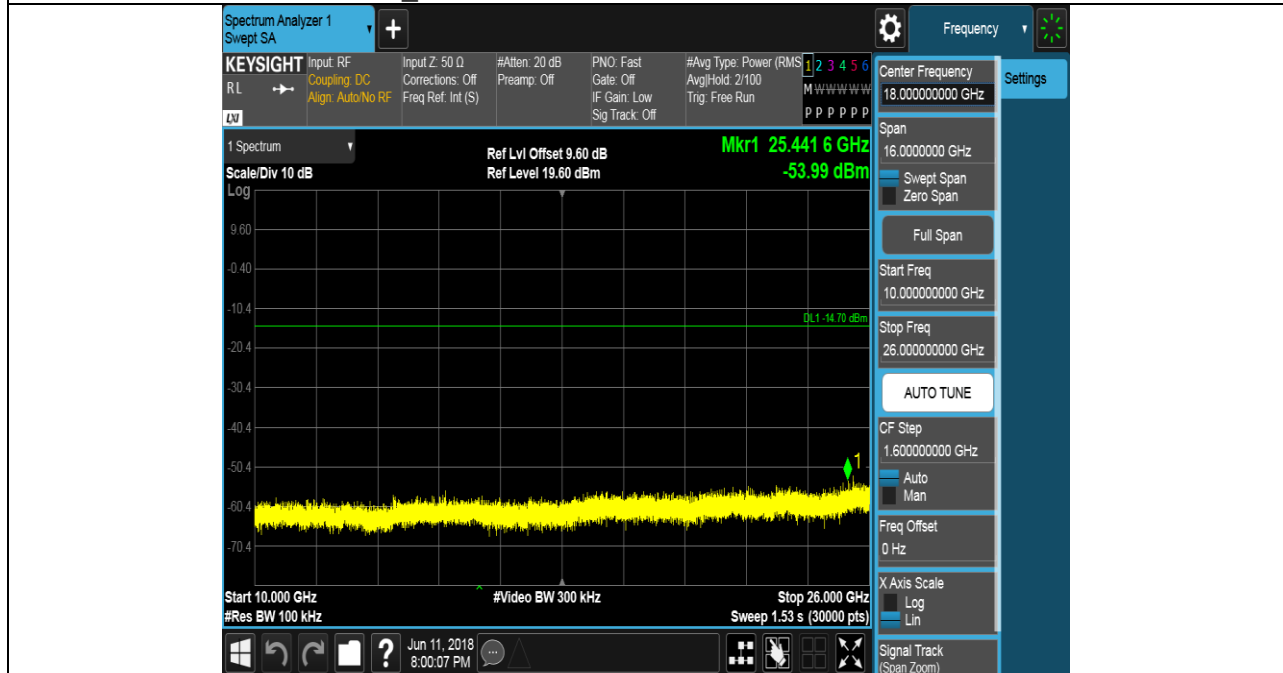 Spectrum Analyzer 1
Swept SA
+
Frequency
KEYSIGHT
RL
LXI
Input: RF
Coupling: DC
Align: Auto/No RF
Input Z: 50 Ω
Corrections: Off
Freq Ref: Int (S)
#Atten: 20 dB
Preamp: Off
PNO: Fast
Gate: Off
IF Gain: Low
Sig Track: Off
#Avg Type: Power (RMS
Avg|Hold: 2/100
Trig: Free Run
1 2 3 4 5 6
M W W W W W
P P P P P P
1 Spectrum
Scale/Div 10 dB
Ref Lvl Offset 9.60 dB
Ref Level 19.60 dBm
Mkr1 25.441 6 GHz
-53.99 dBm
Log
9.60
-0.40
-10.4
DL1 -14.70 dBm
-20.4
-30.4
-40.4
-50.4
1
-60.4
-70.4
Start 10.000 GHz
#Res BW 100 kHz
#Video BW 300 kHz
Stop 26.000 GHz
Sweep 1.53 s (30000 pts)
?
Jun 11, 2018
8:00:07 PM
Center Frequency
18.000000000 GHz
Settings
Span
16.0000000 GHz
Swept Span
Zero Span
Full Span
Start Freq
10.000000000 GHz
Stop Freq
26.000000000 GHz
AUTO TUNE
CF Step
1.600000000 GHz
Auto
Man
Freq Offset
0 Hz
X Axis Scale
Log
Lin
Signal Track
(Span Zoom)